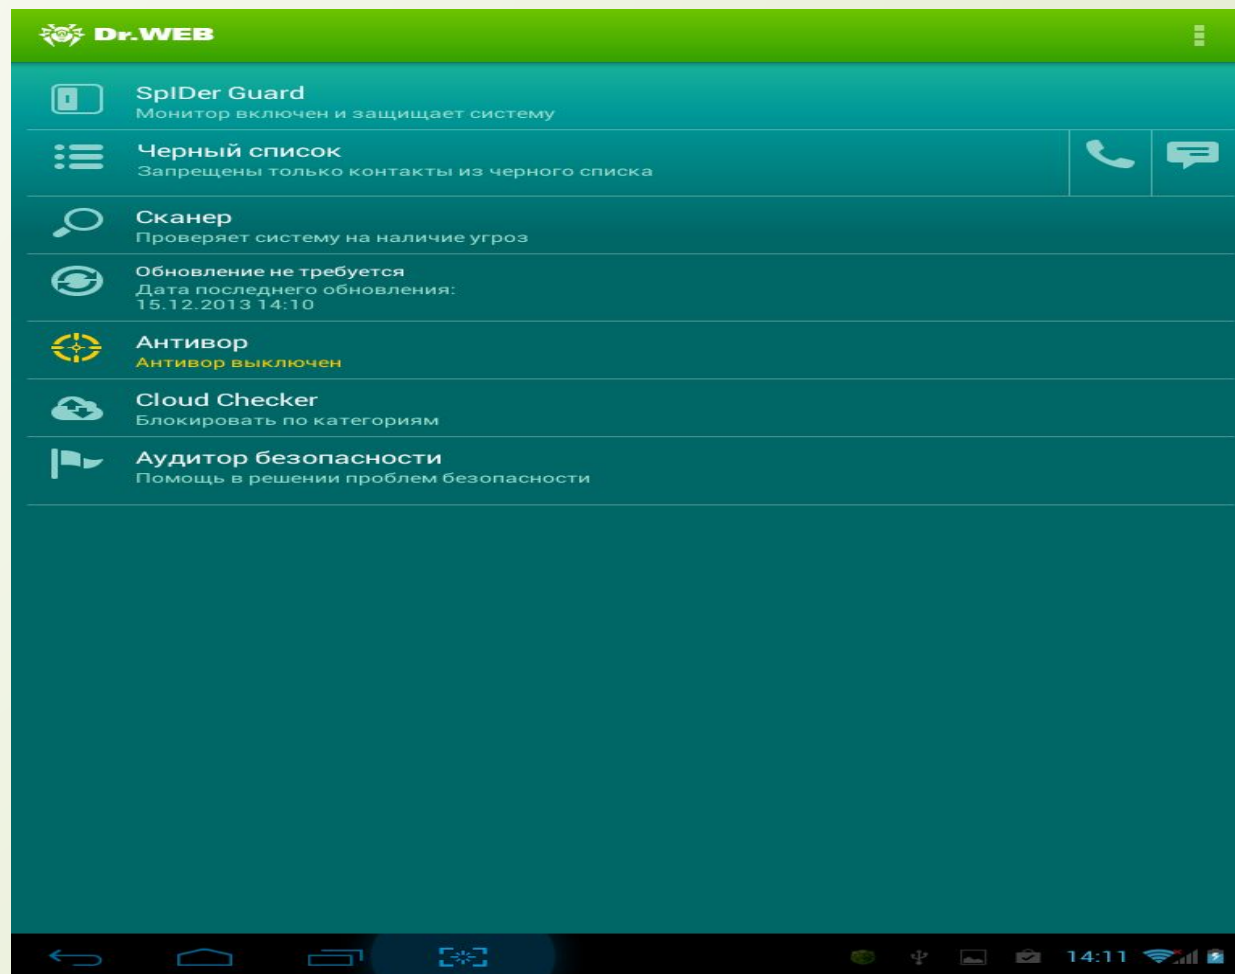 Dr.WEB
SpIDer Guard
Монитор включен и защищает систему
Черный список
Запрещены только контакты из черного списка
Сканер
Проверяет систему на наличие угроз
Обновление не требуется
Дата последнего обновления:
15.12.2013 14:10
Антивор
Антивор выключен
Cloud Checker
Блокировать по категориям
Аудитор безопасности
Помощь в решении проблем безопасности
14:11